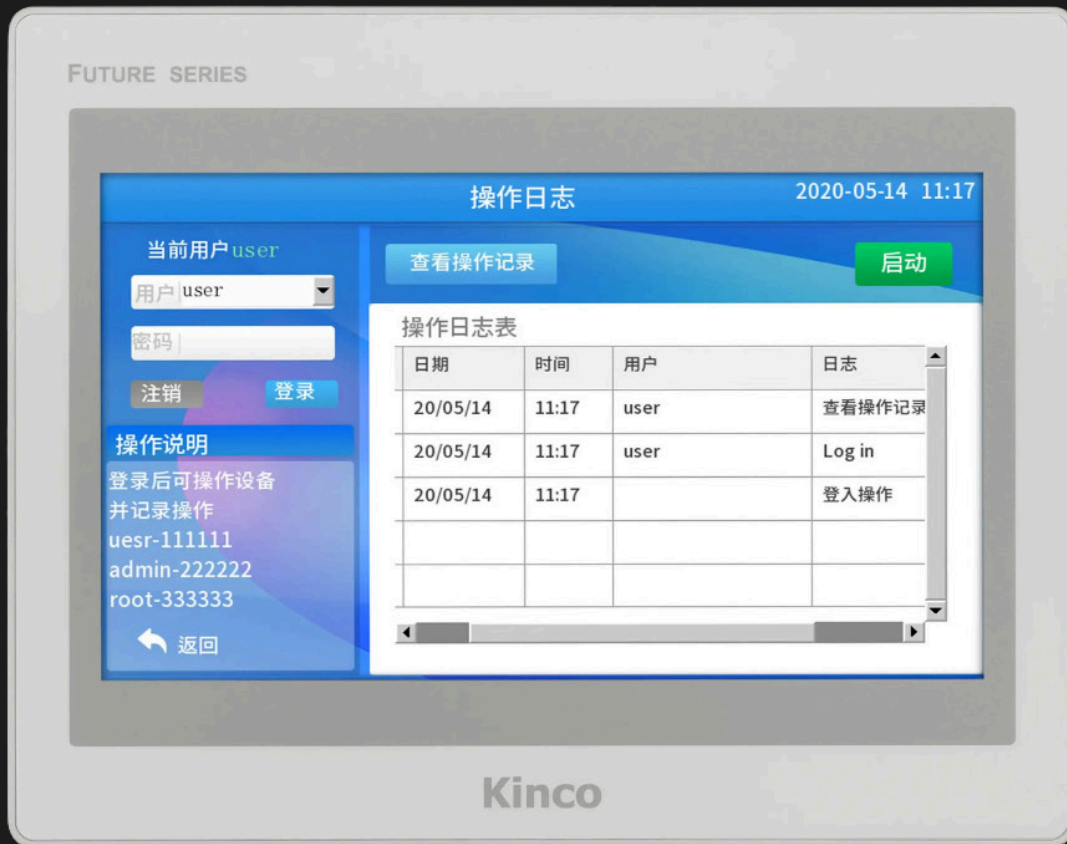 FUTURE SERIES
操作日志
2020-05-14 11:17
当前用户user
用户 user
密码
注销 登录
操作说明
登录后可操作设备
并记录操作
uesr-111111
admin-222222
root-333333
返回
查看操作记录
启动
操作日志表
日期 时间 用户 日志
20/05/14 11:17 user 查看操作记录
20/05/14 11:17 user Log in
20/05/14 11:17 登入操作
Kinco